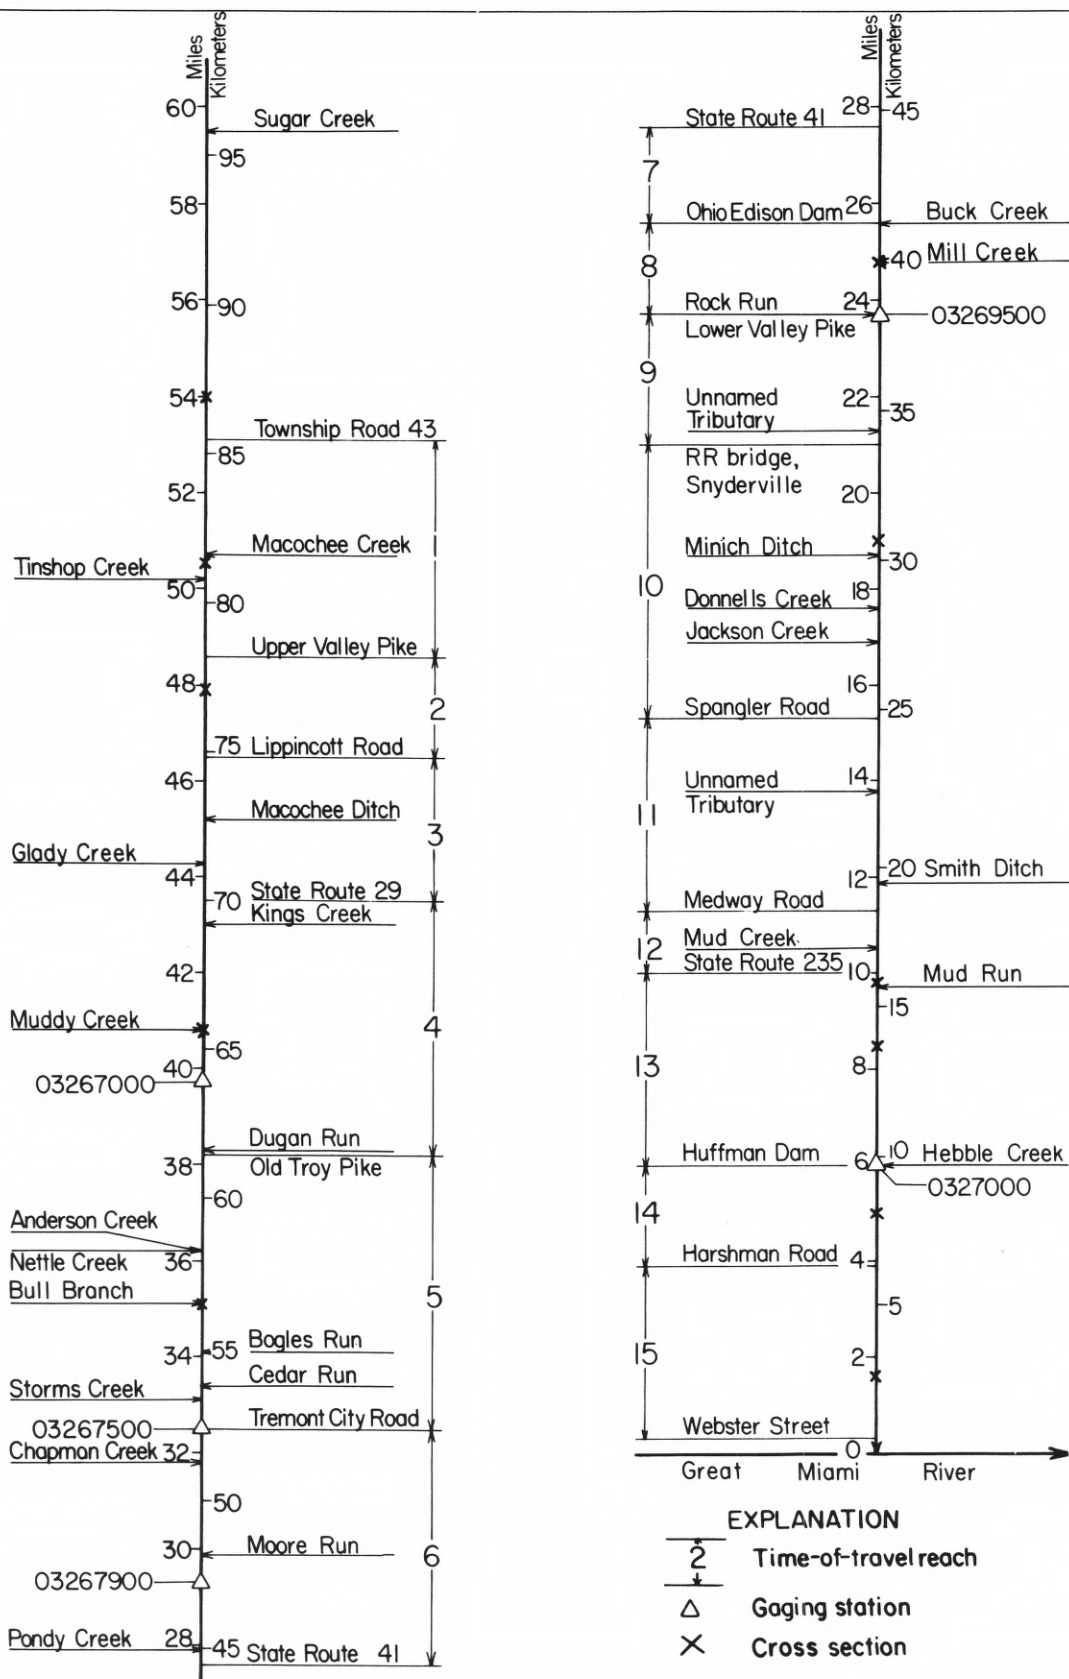 Miles
Kilometers
60
Sugar Creek
95
58
56
90
54
Township Road 43
85
52
Macochee Creek
1
Tinshop Creek
50
80
Upper Valley Pike
48
2
75 Lippincott Road
46
Macochee Ditch
3
Glady Creek
44
State Route 29
70
Kings Creek
42
Muddy Creek
4
65
40
03267000
Dugan Run
Old Troy Pike
38
60
Anderson Creek
Nettle Creek
36
Bull Branch
5
Bogles Run
55
34
Cedar Run
Storms Creek
Tremont City Road
03267500
Chapman Creek 32
50
Moore Run
30
6
03267900
Pondy Creek
28
45 State Route 41
Miles
Kilometers
28
45
State Route 41
7
Ohio Edison Dam 26
Buck Creek
8
40 Mill Creek
Rock Run
24
Lower Valley Pike
03269500
9
Unnamed
Tributary
22
35
RR bridge,
Snyderville
20
Minich Ditch
30
10
18
Donnells Creek
Jackson Creek
16
Spangler Road
25
14
Unnamed
Tributary
11
20 Smith Ditch
12
Medway Road
12
Mud Creek
State Route 235
10
Mud Run
15
13
8
Huffman Dam
6
10 Hebble Creek
0327000
14
Harshman Road
4
5
15
2
Webster Street
0
Great Miami River
EXPLANATION
2 Time-of-travel reach
Gaging station
Cross section